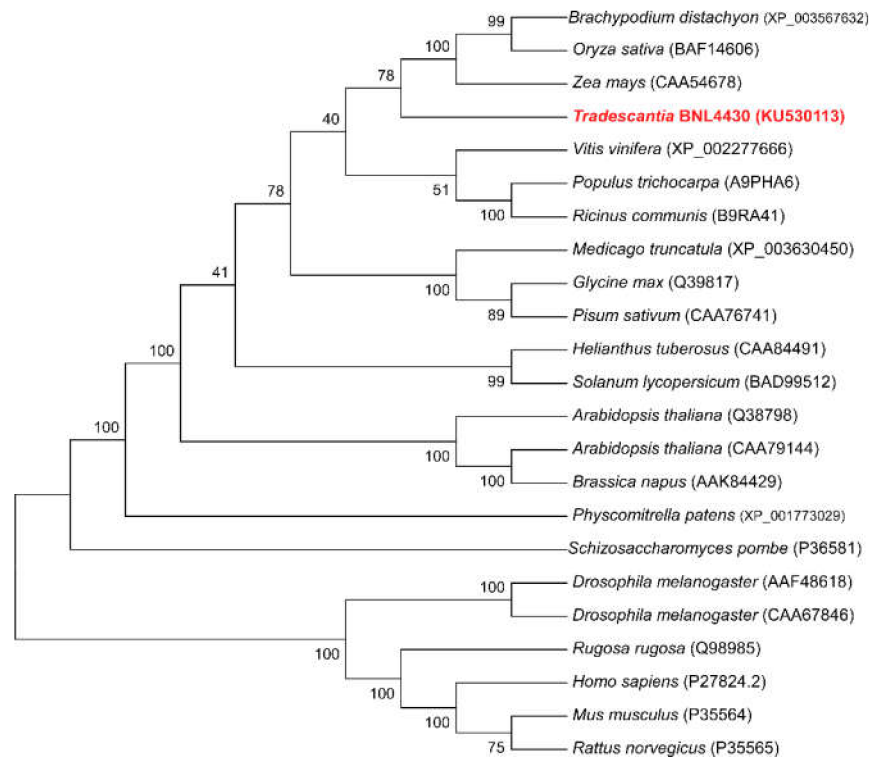 99
Brachypodium distachyon (XP_003567632)
100
Oryza sativa (BAF14606)
78
Zea mays (CAA54678)
40
Tradescantia BNL4430 (KU530113)
Vitis vinifera (XP_002277666)
78
51
Populus trichocarpa (A9PHA6)
100
Ricinus communis (B9RA41)
41
Medicago truncatula (XP_003630450)
100
Glycine max (Q39817)
89
Pisum sativum (CAA76741)
100
Helianthus tuberosus (CAA84491)
99
Solanum lycopersicum (BAD99512)
100
Arabidopsis thaliana (Q38798)
100
Arabidopsis thaliana (CAA79144)
100
Brassica napus (AAK84429)
Physcomitrella patens (XP_001773029)
Schizosaccharomyces pombe (P36581)
100
Drosophila melanogaster (AAF48618)
Drosophila melanogaster (CAA67846)
100
Rugosa rugosa (Q98985)
100
Homo sapiens (P27824.2)
100
Mus musculus (P35564)
75
Rattus norvegicus (P35565)